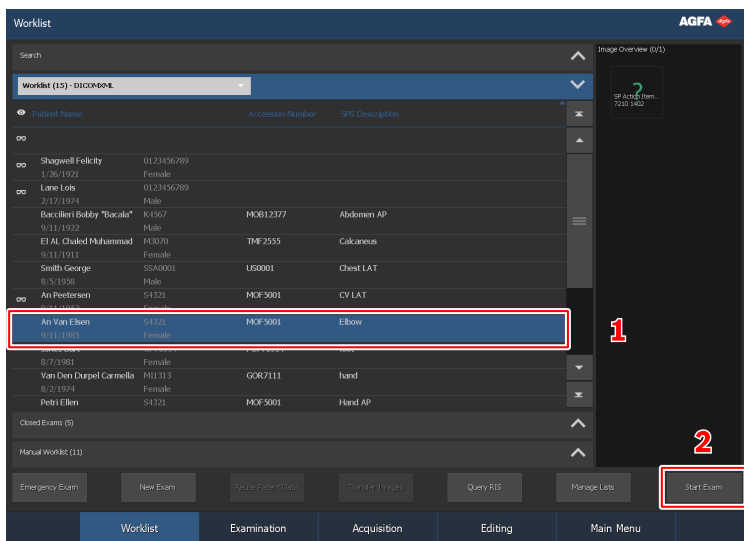 Worklist
AGFA
Search
Image Overview (0/1)
Worklist (15) - DICOMXML
?
SP Action Item...
7210 1402
Patient Name Accession Number SPS Description
Shagwell Felicity 0123456789
1/26/1921 Female
Lane Lois 0123456789
2/17/1974 Male
Baccilieri Bobby "Bacala" K4567 MOB12377 Abdomen AP
9/11/1922 Male
El AL Chaled Muhammad M3070 TMF2555 Calcaneus
9/11/1911 Female
Smith George SSA0001 US0001 Chest LAT
8/5/1958 Male
An Peetersen S4321 MOF5001 CV LAT
An Van Elsen S4321 MOF5001 Elbow
9/11/1985 Female
1
8/7/1981 Female
Van Den Durpel Carmella MI1313 GOR7111 hand
8/2/1974 Female
Petri Ellen S4321 MOF5001 Hand AP
Closed Exams (5)
Manual Worklist (11)
2
Emergency Exam New Exam Reuse Patient Data Transfer Images Query RIS Manage Lists Start Exam
Worklist Examination Acquisition Editing Main Menu